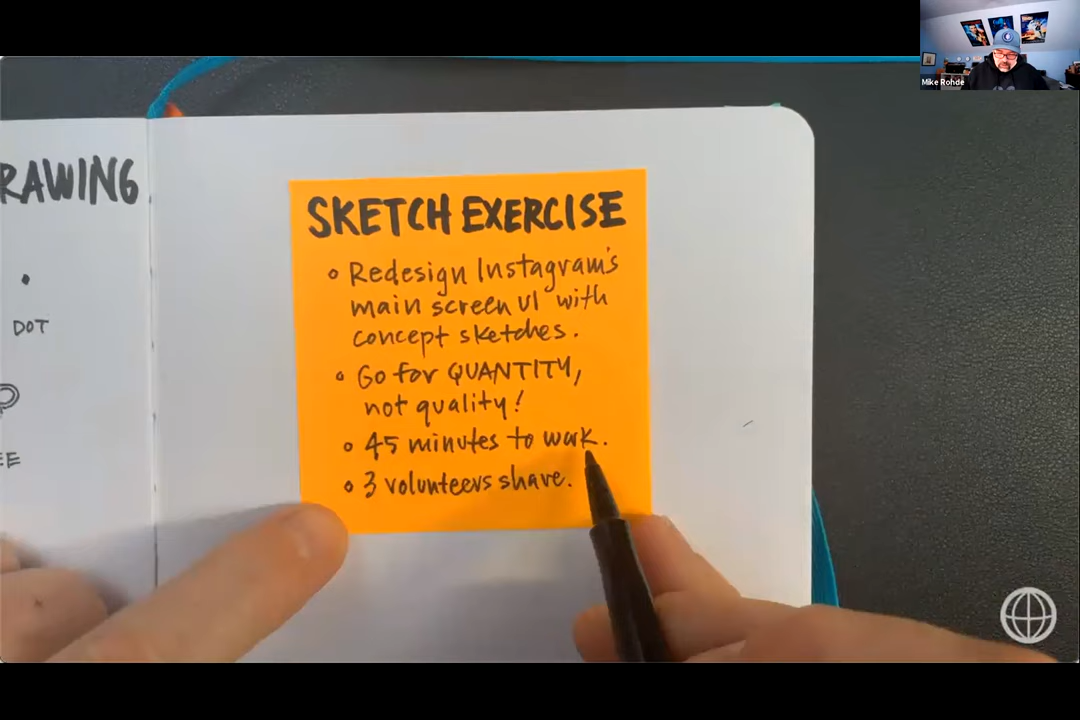 Mike Rohde
RAWING
DOT
EE
SKETCH EXERCISE
• Redesign Instagram's
main screen UI with
concept sketches.
• Go for QUANTITY,
not quality!
• 45 minutes to work.
• 3 volunteers share.